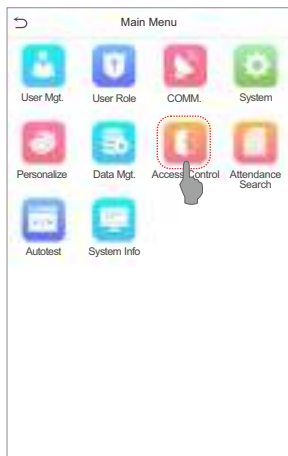 Main Menu
User Mgt.
User Role
COMM.
System
Personalize
Data Mgt.
Access Control
Attendance
Search
Autotest
System Info